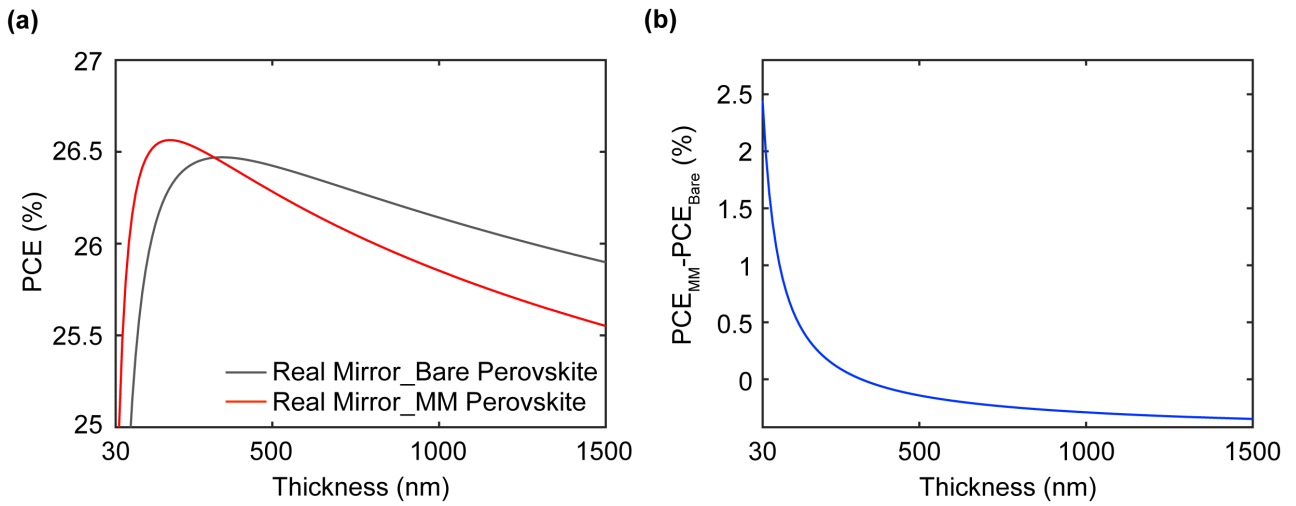 (a)
27
26.5
26
25.5
25
PCE (%)
Real Mirror_Bare Perovskite
Real Mirror_MM Perovskite
30
500
1000
1500
Thickness (nm)
(b)
2.5
2
1.5
1
0.5
0
PCE_MM-PCE_Bare (%)
30
500
1000
1500
Thickness (nm)